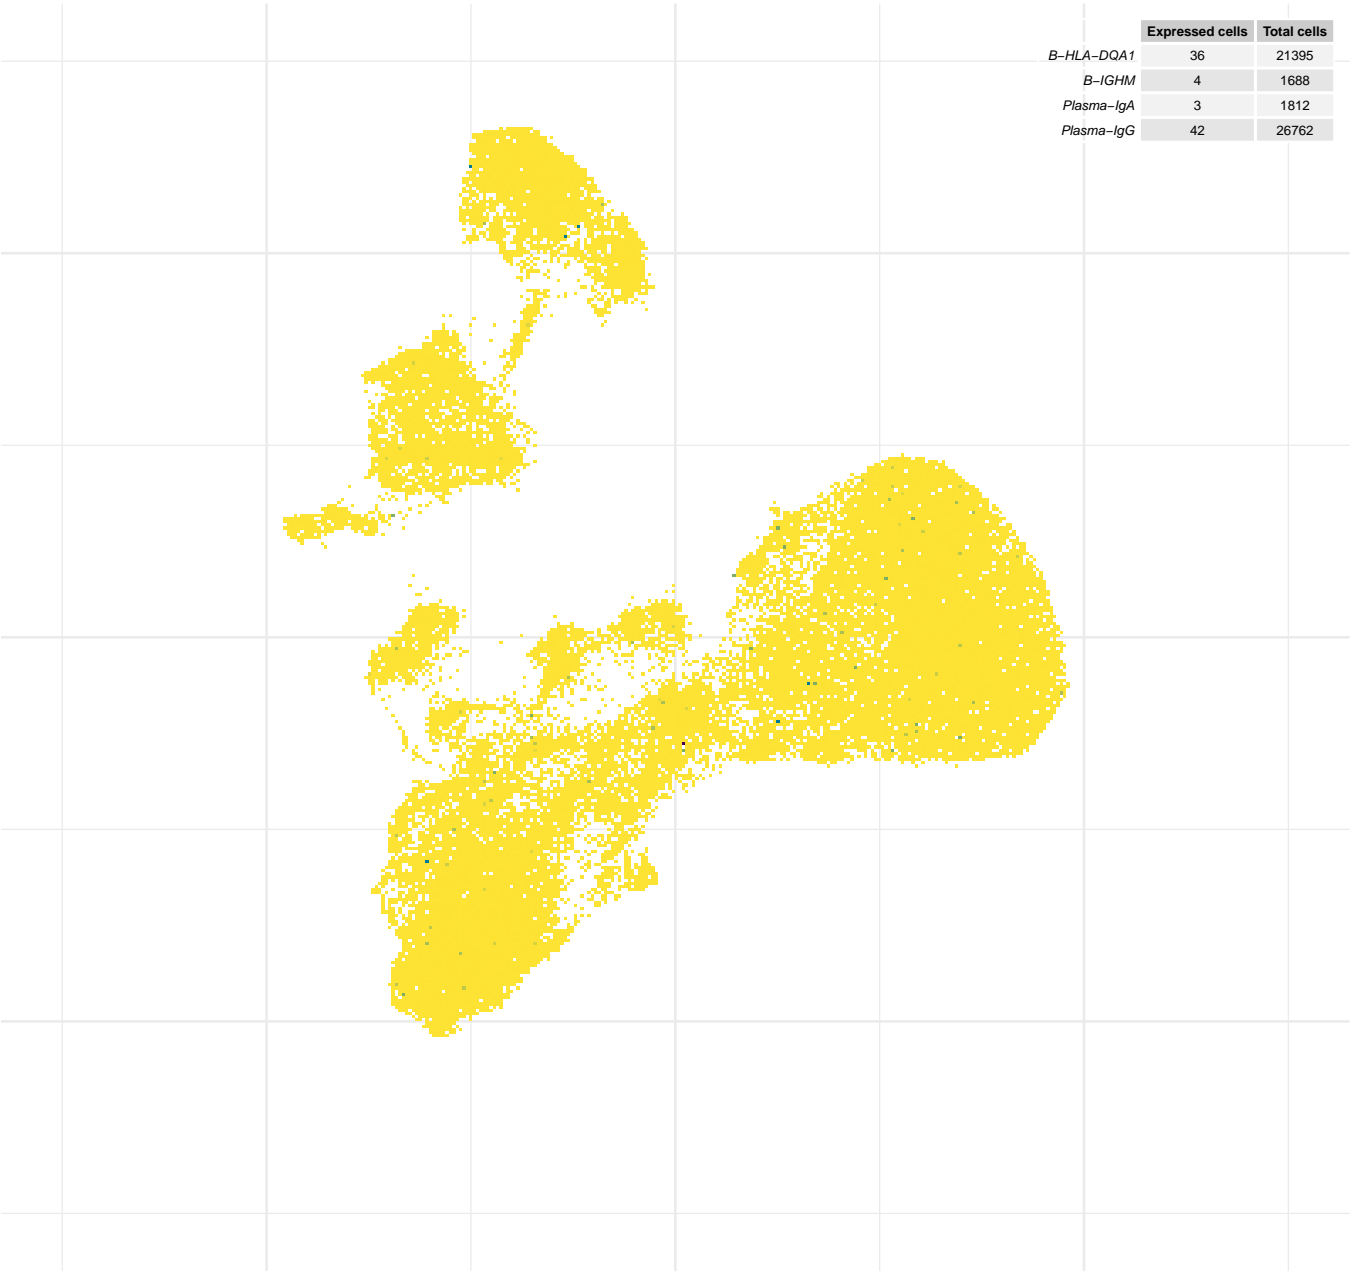 Expressed cells Total cells
B−HLA−DQA1 36 21395
B−IGHM 4 1688
Plasma−IgA 3 1812
Plasma−IgG 42 26762